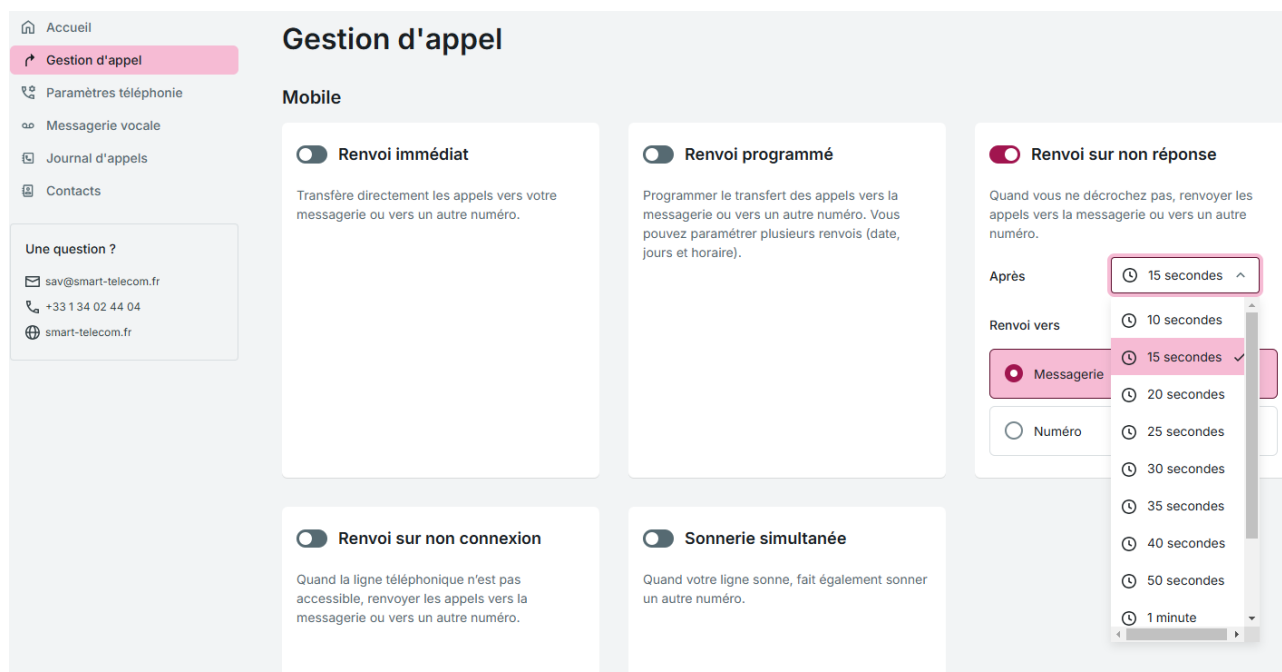 Accueil
Gestion d'appel
Paramètres téléphonie
Messagerie vocale
Journal d'appels
Contacts
Une question ?
sav@smart-telecom.fr
+33 1 34 02 44 04
smart-telecom.fr
Gestion d'appel
Mobile
Renvoi immédiat
Transfère directement les appels vers votre
messagerie ou vers un autre numéro.
Renvoi programmé
Programmer le transfert des appels vers la
messagerie ou vers un autre numéro. Vous
pouvez paramétrer plusieurs renvois (date,
jours et horaire).
Renvoi sur non réponse
Quand vous ne décrochez pas, renvoyer les
appels vers la messagerie ou vers un autre
numéro.
Après
15 secondes
10 secondes
15 secondes
20 secondes
25 secondes
30 secondes
35 secondes
40 secondes
50 secondes
1 minute
Renvoi vers
Messagerie
Numéro
Renvoi sur non connexion
Quand la ligne téléphonique n'est pas
accessible, renvoyer les appels vers la
messagerie ou vers un autre numéro.
Sonnerie simultanée
Quand votre ligne sonne, fait également sonner
un autre numéro.